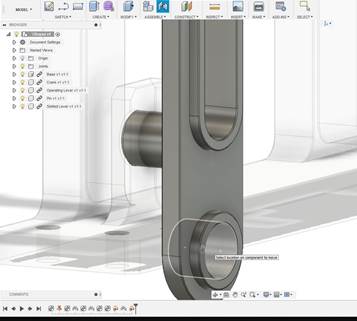 MODEL
SKETCH
CREATE
MODIFY
ASSEMBLE
CONSTRUCT
INSPECT
INSERT
MAKE
ADD-INS
SELECT
BROWSER
Document Settings
Named Views
Origin
Joints
Base v1:1
Crank v1:1
Operating Lever v1:1
Pin v1:1
Slotted Lever v1:1
Select location on component to move
COMMENTS